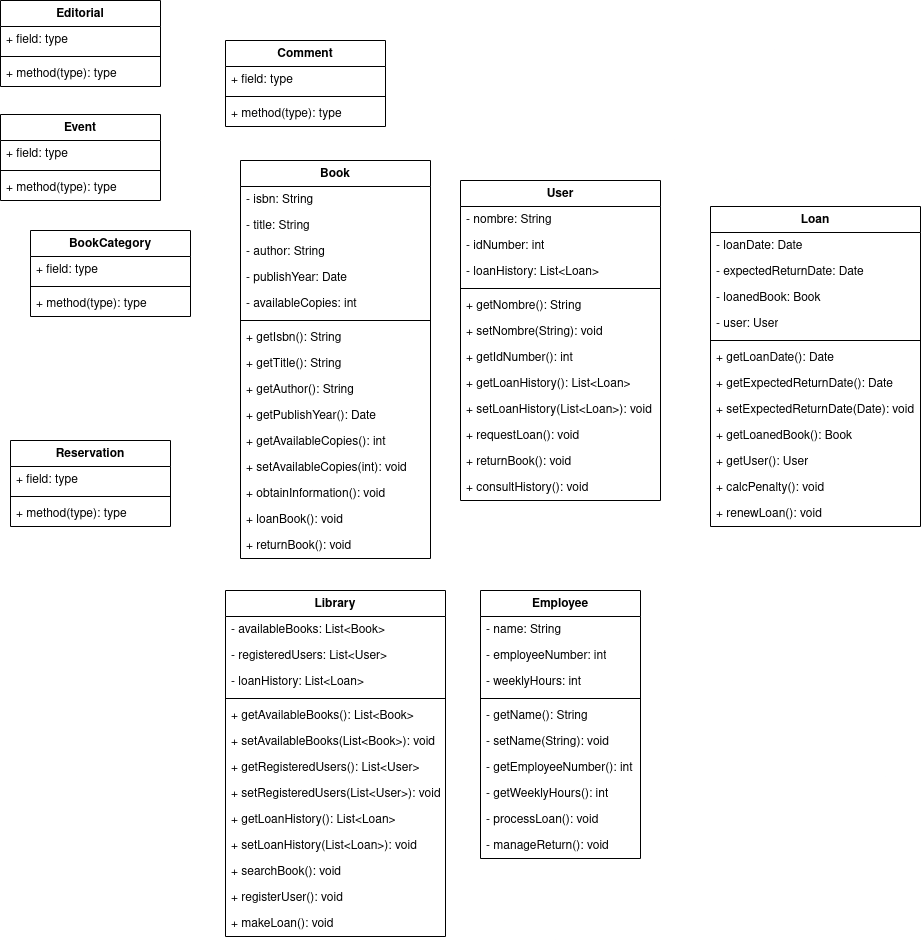 Editorial
+ field: type
+ method(type): type
Comment
+ field: type
+ method(type): type
Event
+ field: type
+ method(type): type
BookCategory
+ field: type
+ method(type): type
Reservation
+ field: type
+ method(type): type
Book
- isbn: String
- title: String
- author: String
- publishYear: Date
- availableCopies: int
+ getIsbn(): String
+ getTitle(): String
+ getAuthor(): String
+ getPublishYear(): Date
+ getAvailableCopies(): int
+ setAvailableCopies(int): void
+ obtainInformation(): void
+ loanBook(): void
+ returnBook(): void
User
- nombre: String
- idNumber: int
- loanHistory: List<Loan>
+ getNombre(): String
+ setNombre(String): void
+ getIdNumber(): int
+ getLoanHistory(): List<Loan>
+ setLoanHistory(List<Loan>): void
+ requestLoan(): void
+ returnBook(): void
+ consultHistory(): void
Loan
- loanDate: Date
- expectedReturnDate: Date
- loanedBook: Book
- user: User
+ getLoanDate(): Date
+ getExpectedReturnDate(): Date
+ setExpectedReturnDate(Date): void
+ getLoanedBook(): Book
+ getUser(): User
+ calcPenalty(): void
+ renewLoan(): void
Library
- availableBooks: List<Book>
- registeredUsers: List<User>
- loanHistory: List<Loan>
+ getAvailableBooks(): List<Book>
+ setAvailableBooks(List<Book>): void
+ getRegisteredUsers(): List<User>
+ setRegisteredUsers(List<User>): void
+ getLoanHistory(): List<Loan>
+ setLoanHistory(List<Loan>): void
+ searchBook(): void
+ registerUser(): void
+ makeLoan(): void
Employee
- name: String
- employeeNumber: int
- weeklyHours: int
- getName(): String
- setName(String): void
- getEmployeeNumber(): int
- getWeeklyHours(): int
- processLoan(): void
- manageReturn(): void